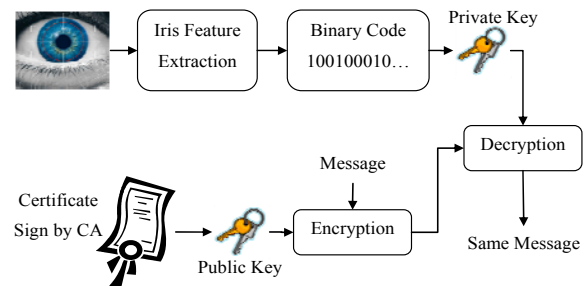 Private Key
Iris Feature
Extraction
Binary Code
100100010…
Decryption
Message
Certificate
Sign by CA
Encryption
Public Key
Same Message